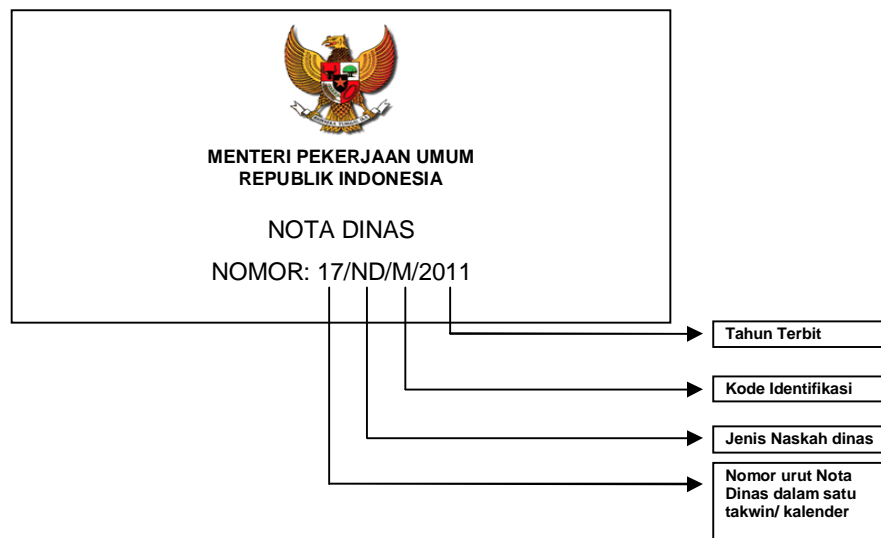 MENTERI PEKERJAAN UMUM
REPUBLIK INDONESIA
NOTA DINAS
NOMOR: 17/ND/M/2011
Tahun Terbit
Kode Identifikasi
Jenis Naskah dinas
Nomor urut Nota
Dinas dalam satu
takwin/ kalender